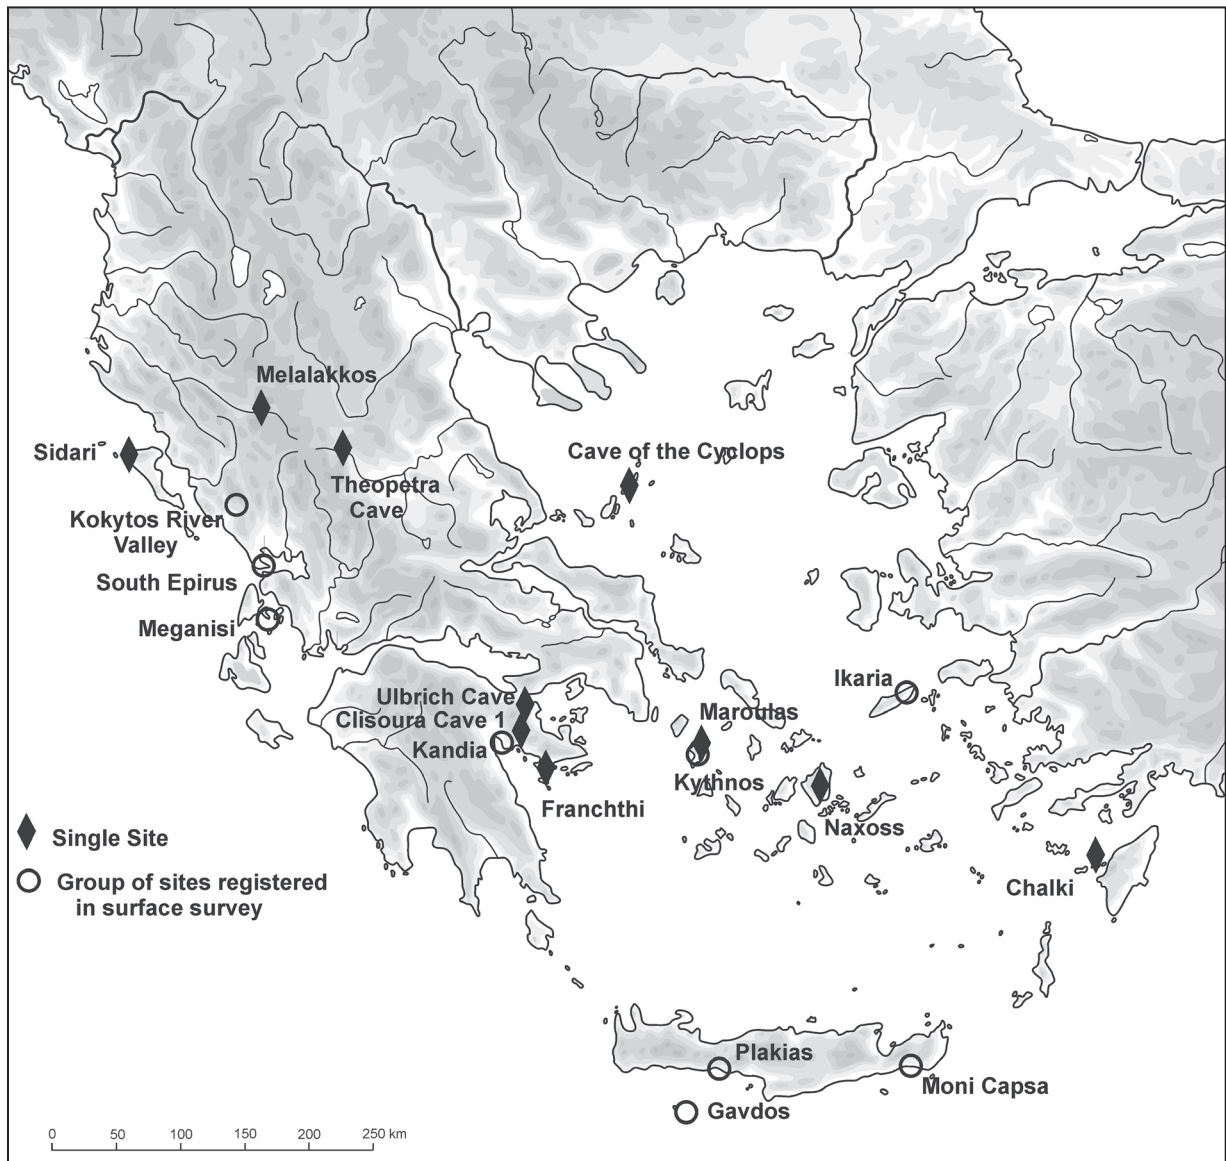 Melalakkos
Sidari
Cave of the Cyclops
Theopetra
Cave
Kokytos River
Valley
South Epirus
Meganisi
Ikaria
Ulbrich Cave
Clisoura Cave 1
Kandia
Maroulas
Kythnos
Franchthi
Naxoss
Single Site
Group of sites registered
in surface survey
Chalki
Plakias
Moni Capsa
Gavdos
0 50 100 150 200 250 km